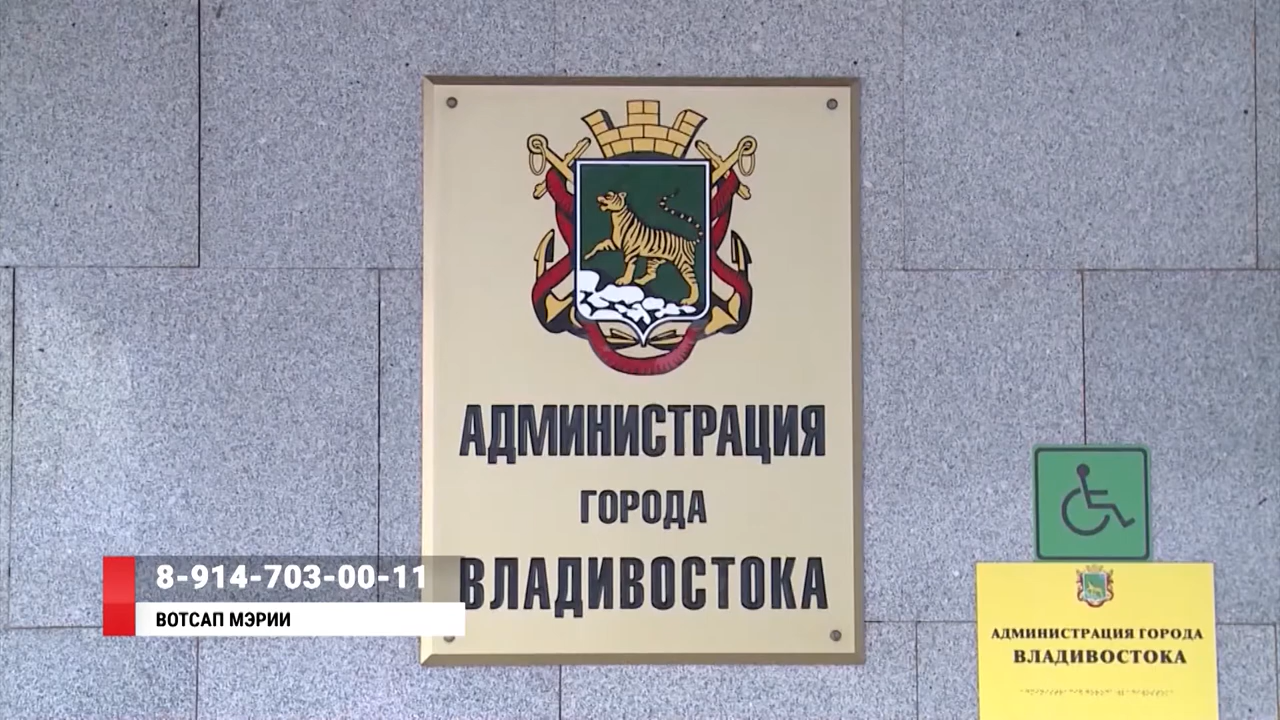 АДМИНИСТРАЦИЯ
ГОРОДА
ВЛАДИВОСТОКА
8-914-703-00-11
ВОТСАП МЭРИИ
АДМИНИСТРАЦИЯ ГОРОДА
ВЛАДИВОСТОКА